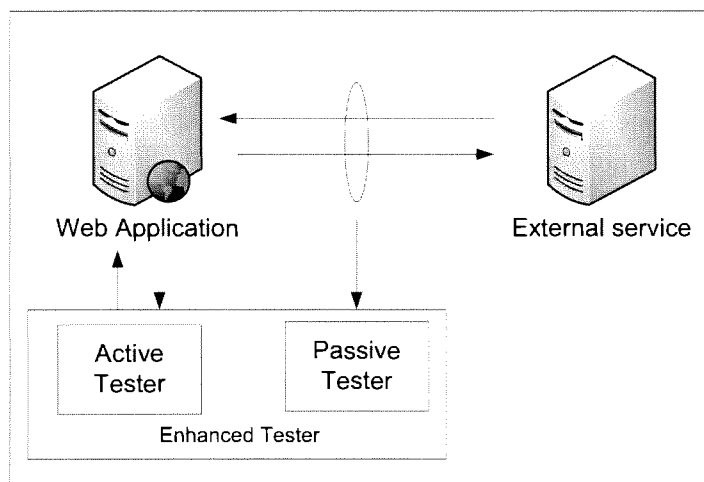 Web Application
External service
Active
Tester
Passive
Tester
Enhanced Tester